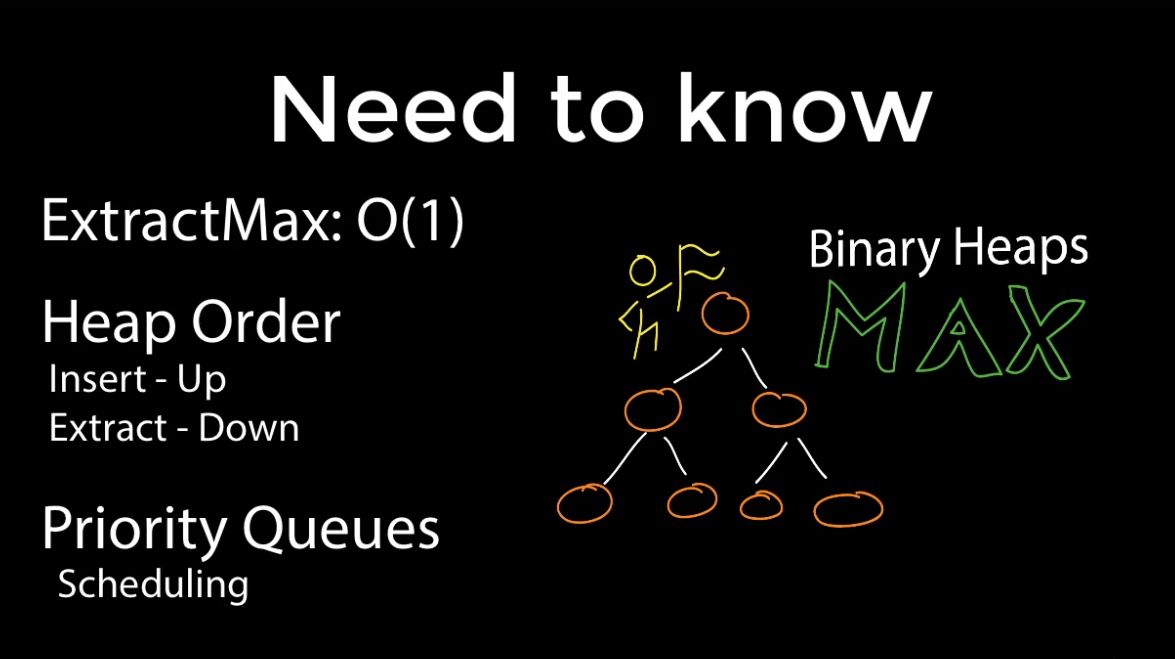 Need to know
ExtractMax: O(1)
Heap Order
Insert - Up
Extract - Down
Priority Queues
Scheduling
Binary Heaps
MAX